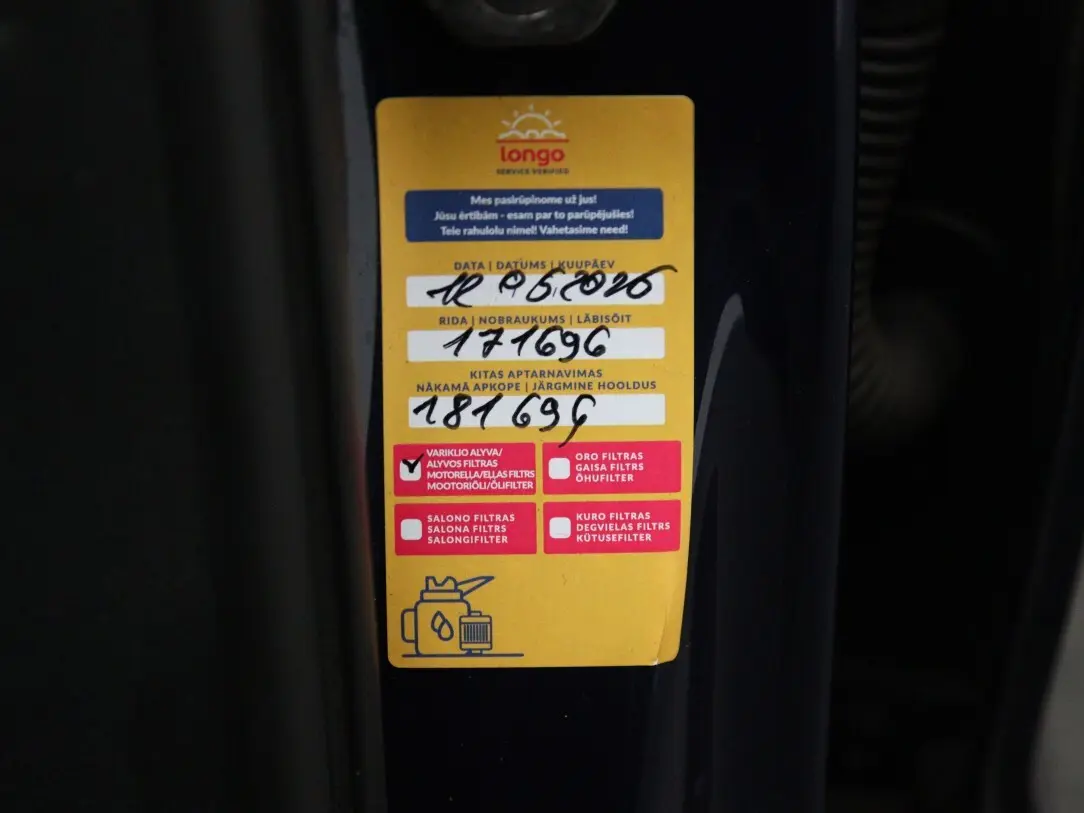 longo
SERVICE VERIFIED
Mes pasirūpinome už jus!
Jūsu ērtībām - esam par to parūpējušies!
Teie rahulolu nimel! Vahetasime need!
DATA | DATUMS | KUUPÄEV
RIDA | NOBRAUKUMS | LÄBISÕIT
171696
KITAS APTARNAVIMAS
NĀKAMĀ APKOPE | JÄRGMINE HOOLDUS
181696
VARIKLIO ALYVA/
ALYVOS FILTRAS
MOTOREĻĻA/EĻĻAS FILTRS
MOOTORIÕLI/ÕLIFILTER
ORO FILTRAS
GAISA FILTRS
ÕHUFILTER
SALONO FILTRAS
SALONA FILTRS
SALONGIFILTER
KURO FILTRAS
DEGVIELAS FILTRS
KÜTUSEFILTER